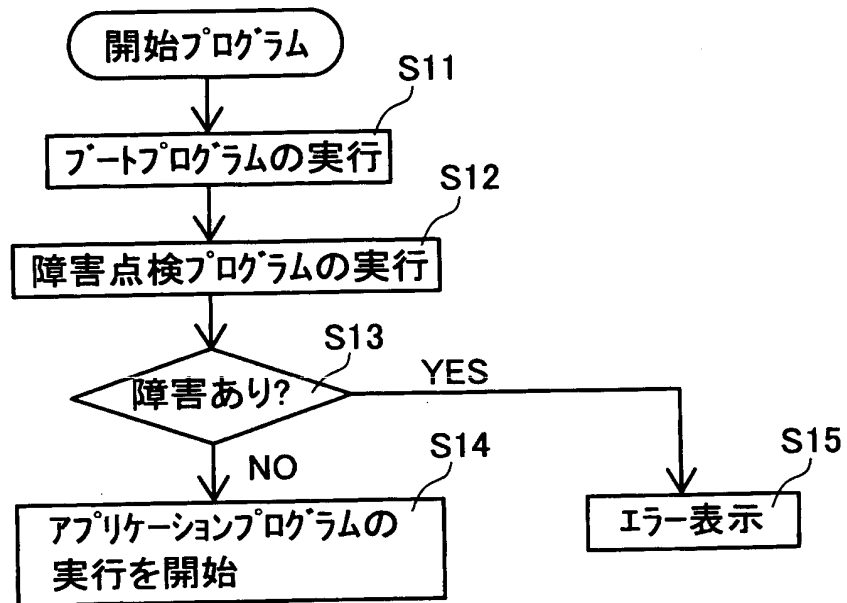 開始プログラム
S11
ブートプログラムの実行
S12
障害点検プログラムの実行
S13
障害あり?
YES
NO
S14
S15
アプリケーションプログラムの
実行を開始
エラー表示